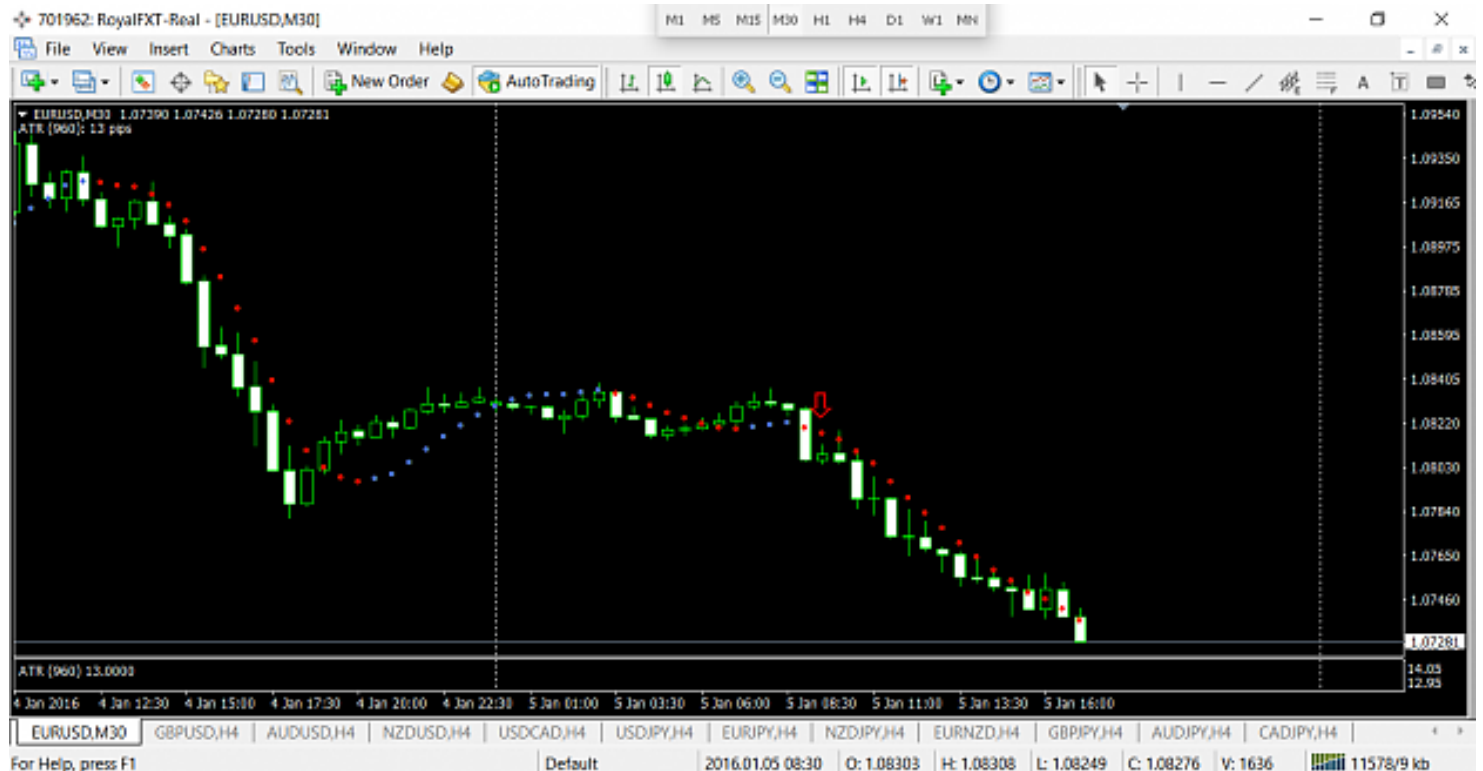 701962: RoyalFXT-Real - [EURUSD,M30]
M1 M5 M15 M30 H1 H4 D1 W1 MN
File View Insert Charts Tools Window Help
New Order AutoTrading
EURUSD,M30 1.07390 1.07426 1.07280 1.07281
ATR (960): 13 pips
1.09540
1.09350
1.09165
1.08975
1.08785
1.08595
1.08405
1.08220
1.08030
1.07840
1.07650
1.07460
1.07281
ATR (960) 13.0000
14.05
12.95
4 Jan 2016 4 Jan 12:30 4 Jan 15:00 4 Jan 17:30 4 Jan 20:00 4 Jan 22:30 5 Jan 01:00 5 Jan 03:30 5 Jan 06:00 5 Jan 08:30 5 Jan 11:00 5 Jan 13:30 5 Jan 16:00
EURUSD,M30 GBPUSD,H4 AUDUSD,H4 NZDUSD,H4 USDCAD,H4 USDJPY,H4 EURJPY,H4 NZDJPY,H4 EURNZD,H4 GBPJPY,H4 AUDJPY,H4 CADJPY,H4
For Help, press F1 Default 2016.01.05 08:30 O: 1.08303 H: 1.08308 L: 1.08249 C: 1.08276 V: 1636 11578/9 kb